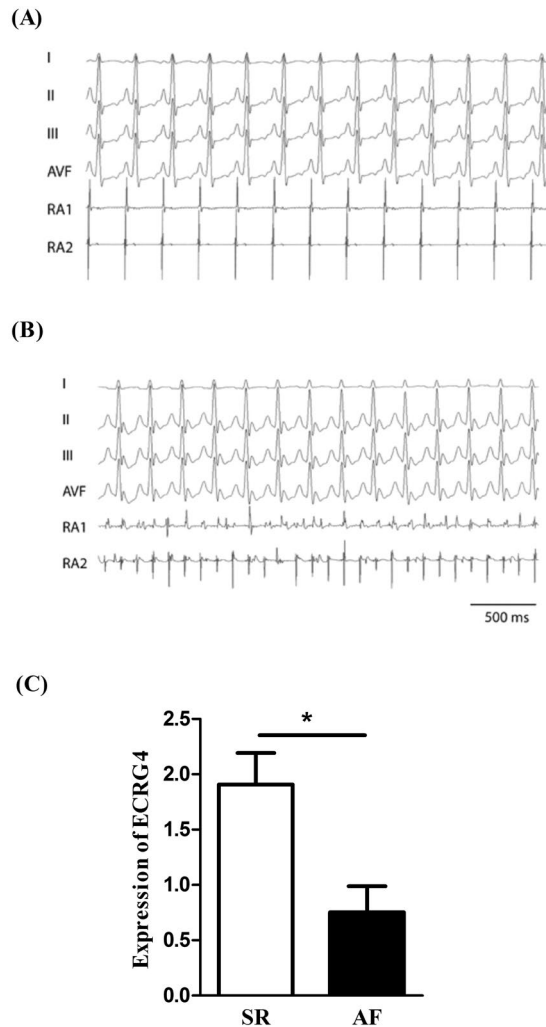 (A)
I
II
III
AVF
RA1
RA2
(B)
I
II
III
AVF
RA1
RA2
500 ms
(C)
Expression of ECRG4
2.5
2.0
1.5
1.0
0.5
0.0
*
SR AF